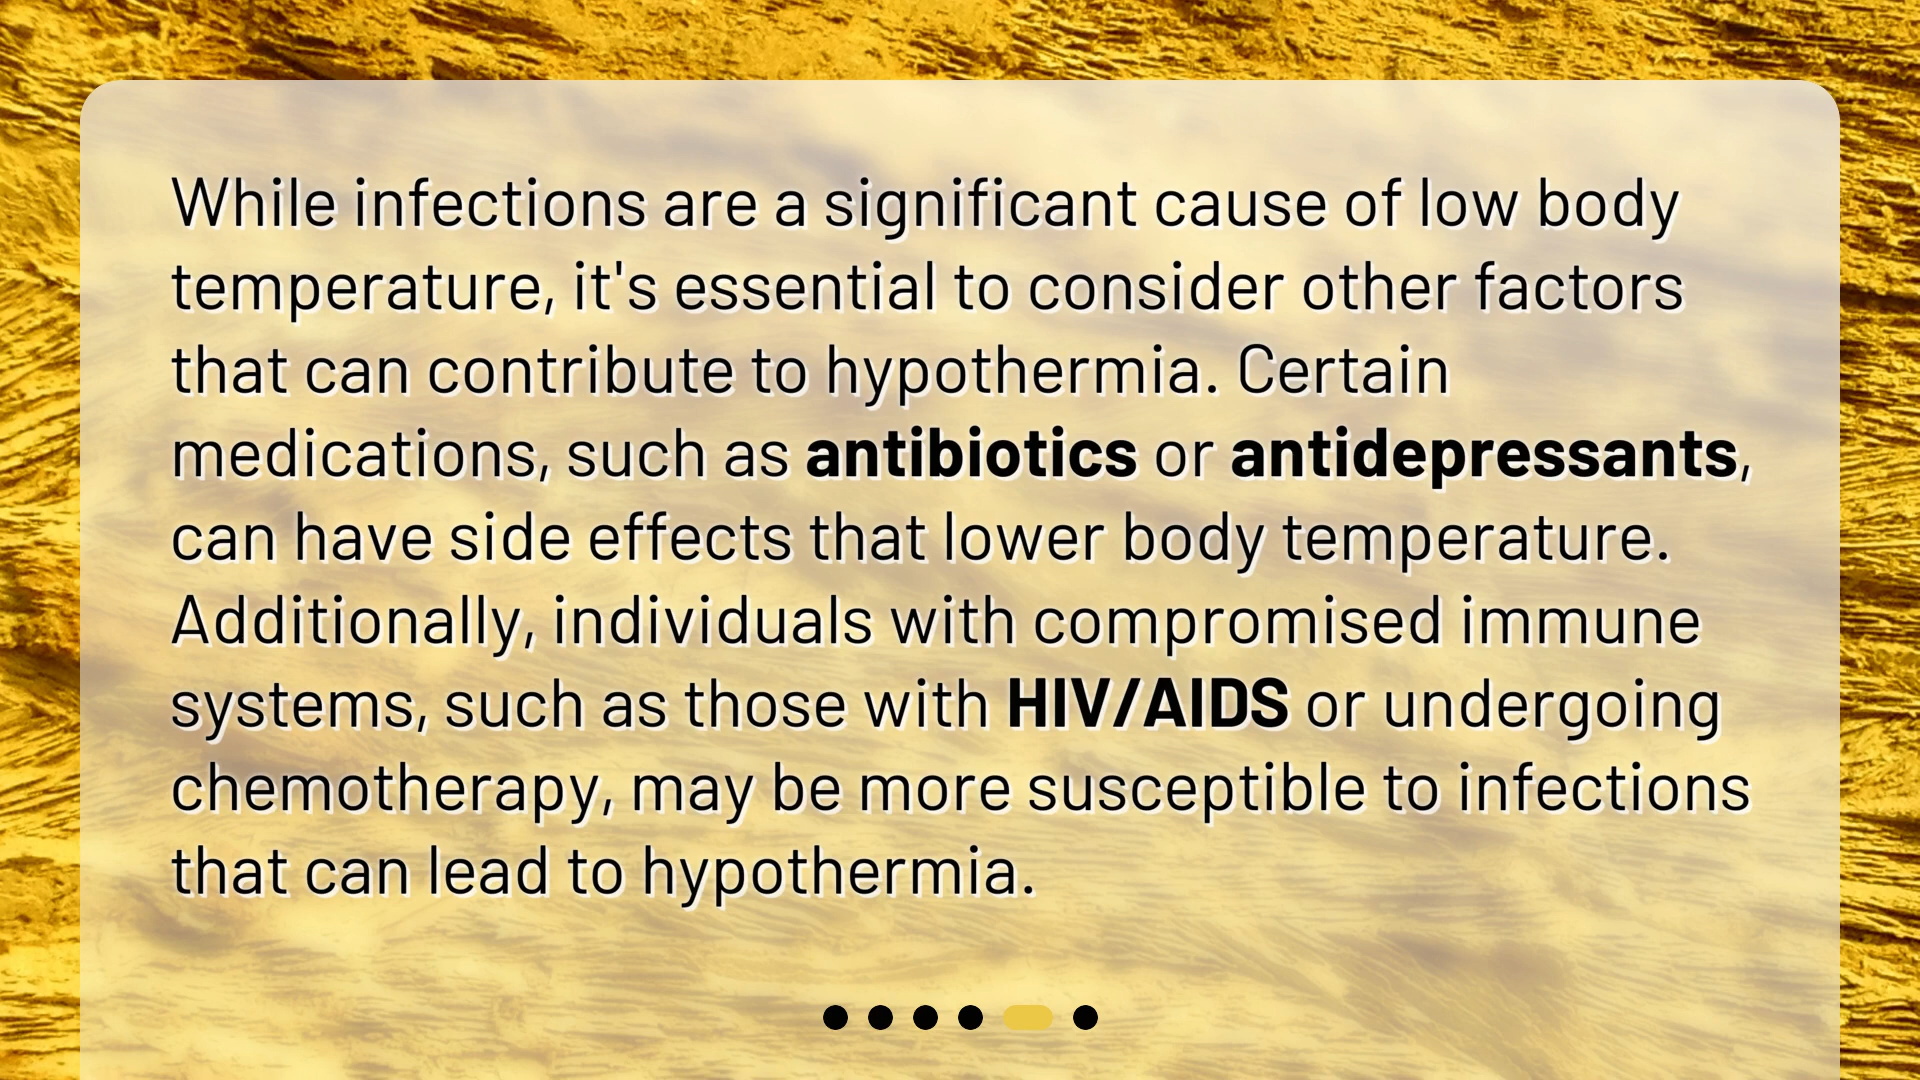 While infections are a significant cause of low body
temperature, it's essential to consider other factors
that can contribute to hypothermia. Certain
medications, such as antibiotics or antidepressants,
can have side effects that lower body temperature.
Additionally, individuals with compromised immune
systems, such as those with HIV/AIDS or undergoing
chemotherapy, may be more susceptible to infections
that can lead to hypothermia.